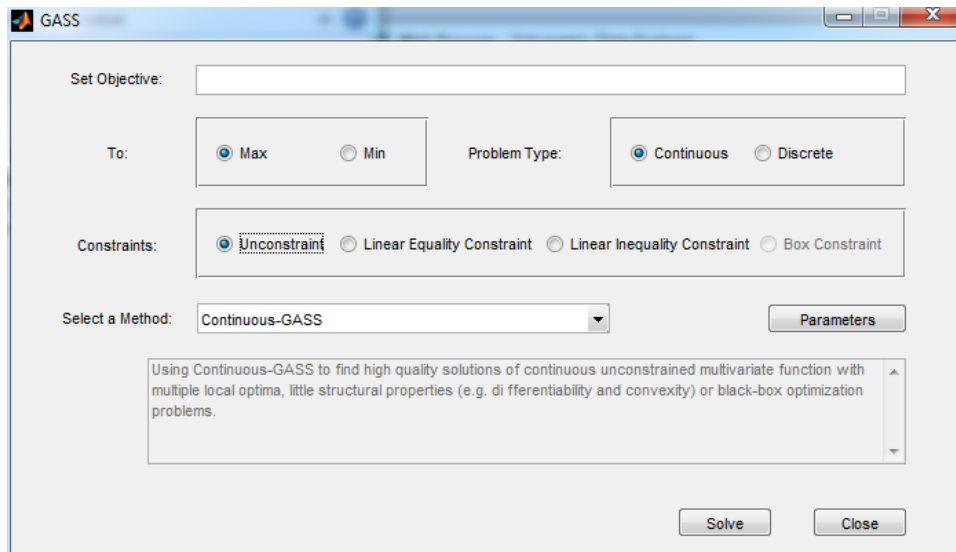 GASS
Set Objective:
To:
Max
Min
Problem Type:
Continuous
Discrete
Constraints:
Unconstraint
Linear Equality Constraint
Linear Inequality Constraint
Box Constraint
Select a Method:
Continuous-GASS
Parameters
Using Continuous-GASS to find high quality solutions of continuous unconstrained multivariate function with
multiple local optima, little structural properties (e.g. di fferentiability and convexity) or black-box optimization
problems.
Solve
Close